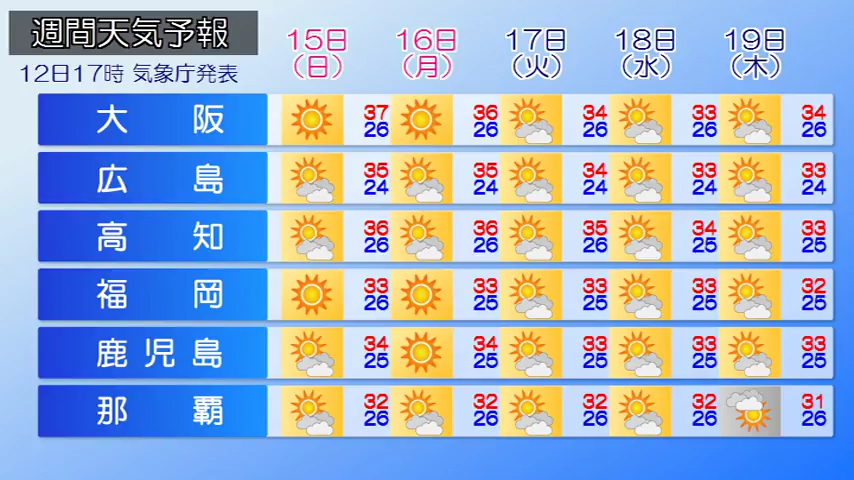 週間天気予報
12日17時 気象庁発表
15日 16日 17日 18日 19日
(日) (月) (火) (水) (木)
大阪 37 36 34 33 34
26 26 26 26 26
広島 35 35 34 33 33
24 24 24 24 24
高知 36 36 35 34 33
26 26 26 25 25
福岡 33 33 33 33 32
26 25 25 25 25
鹿児島 34 34 33 33 33
25 25 25 25 25
那覇 32 32 32 32 31
26 26 26 26 26